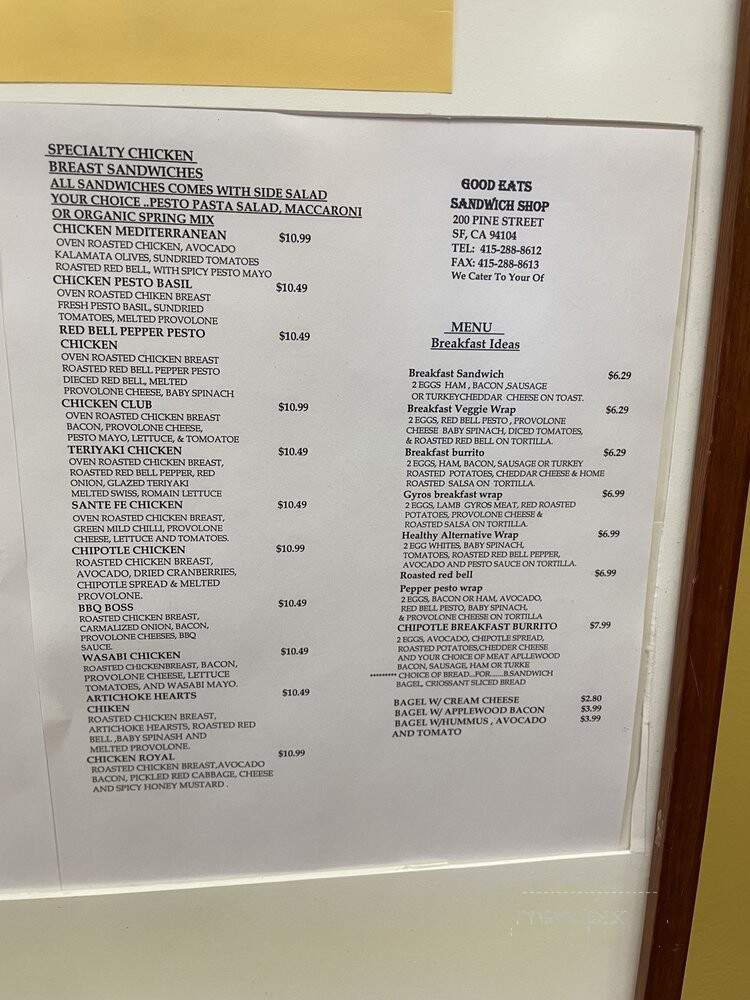 SPECIALTY CHICKEN
BREAST SANDWICHES
ALL SANDWICHES COMES WITH SIDE SALAD
YOUR CHOICE ..PESTO PASTA SALAD, MACCARONI
OR ORGANIC SPRING MIX
CHICKEN MEDITERRANEAN $10.99
OVEN ROASTED CHICKEN, AVOCADO
KALAMATA OLIVES, SUNDRIED TOMATOES
ROASTED RED BELL, WITH SPICY PESTO MAYO
CHICKEN PESTO BASIL $10.49
OVEN ROASTED CHIKEN BREAST
FRESH PESTO BASIL, SUNDRIED
TOMATOES, MELTED PROVOLONE
RED BELL PEPPER PESTO $10.49
CHICKEN
OVEN ROASTED CHICKEN BREAST
ROASTED RED BELL PEPPER PESTO
DIECED RED BELL, MELTED
PROVOLONE CHEESE, BABY SPINACH
CHICKEN CLUB $10.99
OVEN ROASTED CHICKEN BREAST
BACON, PROVOLONE CHEESE,
PESTO MAYO, LETTUCE, & TOMOATOE
TERIYAKI CHICKEN $10.49
OVEN ROASTED CHICKEN BREAST,
ROASTED RED BELL PEPPER, RED
ONION, GLAZED TERIYAKI
MELTED SWISS, ROMAIN LETTUCE
SANTE FE CHICKEN $10.49
OVEN ROASTED CHICKEN BREAST,
GREEN MILD CHILLI, PROVOLONE
CHEESE, LETTUCE AND TOMATOES.
CHIPOTLE CHICKEN $10.99
ROASTED CHICKEN BREAST,
AVOCADO, DRIED CRANBERRIES,
CHIPOTLE SPREAD & MELTED
PROVOLONE.
BBQ BOSS $10.49
ROASTED CHICKEN BREAST,
CARMALIZED ONION, BACON,
PROVOLONE CHEESES, BBQ
SAUCE.
WASABI CHICKEN $10.49
ROASTED CHICKENBREAST, BACON,
PROVOLONE CHEESE, LETTUCE
TOMATOES, AND WASABI MAYO.
ARTICHOKE HEARTS $10.49
CHIKEN
ROASTED CHICKEN BREAST,
ARTICHOKE HEARSTS, ROASTED RED
BELL ,BABY SPINASH AND
MELTED PROVOLONE.
CHICKEN ROYAL $10.99
ROASTED CHICKEN BREAST,AVOCADO
BACON, PICKLED RED CABBAGE, CHEESE
AND SPICY HONEY MUSTARD .
GOOD EATS
SANDWICH SHOP
200 PINE STREET
SF, CA 94104
TEL: 415-288-8612
FAX: 415-288-8613
We Cater To Your Of
MENU
Breakfast Ideas
Breakfast Sandwich $6.29
2 EGGS HAM , BACON ,SAUSAGE
OR TURKEYCHEDDAR CHEESE ON TOAST.
Breakfast Veggie Wrap $6.29
2 EGGS, RED BELL PESTO , PROVOLONE
CHEESE BABY SPINACH, DICED TOMATOES,
& ROASTED RED BELL ON TORTILLA.
Breakfast burrito $6.29
2 EGGS, HAM, BACON, SAUSAGE OR TURKEY
ROASTED POTATOES, CHEDDAR CHEESE & HOME
ROASTED SALSA ON TORTILLA.
Gyros breakfast wrap $6.99
2 EGGS, LAMB GYROS MEAT, RED ROASTED
POTATOES, PROVOLONE CHEESE &
ROASTED SALSA ON TORTILLA.
Healthy Alternative Wrap $6.99
2 EGG WHITES, BABY SPINACH,
TOMATOES, ROASTED RED BELL PEPPER,
AVOCADO AND PESTO SAUCE ON TORTILLA.
Roasted red bell $6.99
Pepper pesto wrap
2 EGGS, BACON OR HAM, AVOCADO,
RED BELL PESTO, BABY SPINACH,
& PROVOLONE CHEESE ON TORTILLA
CHIPOTLE BREAKFAST BURRITO $7.99
2 EGGS, AVOCADO, CHIPOTLE SPREAD,
ROASTED POTATOES,CHEDDER CHEESE
AND YOUR CHOICE OF MEAT APLLEWOOD
BACON, SAUSAGE, HAM OR TURKE
********* CHOICE OF BREAD...FOR......B.SANDWICH
BAGEL, CRIOSSANT SLICED BREAD
BAGEL W/ CREAM CHEESE $2.80
BAGEL W/ APPLEWOOD BACON $3.99
BAGEL W/HUMMUS , AVOCADO $3.99
AND TOMATO